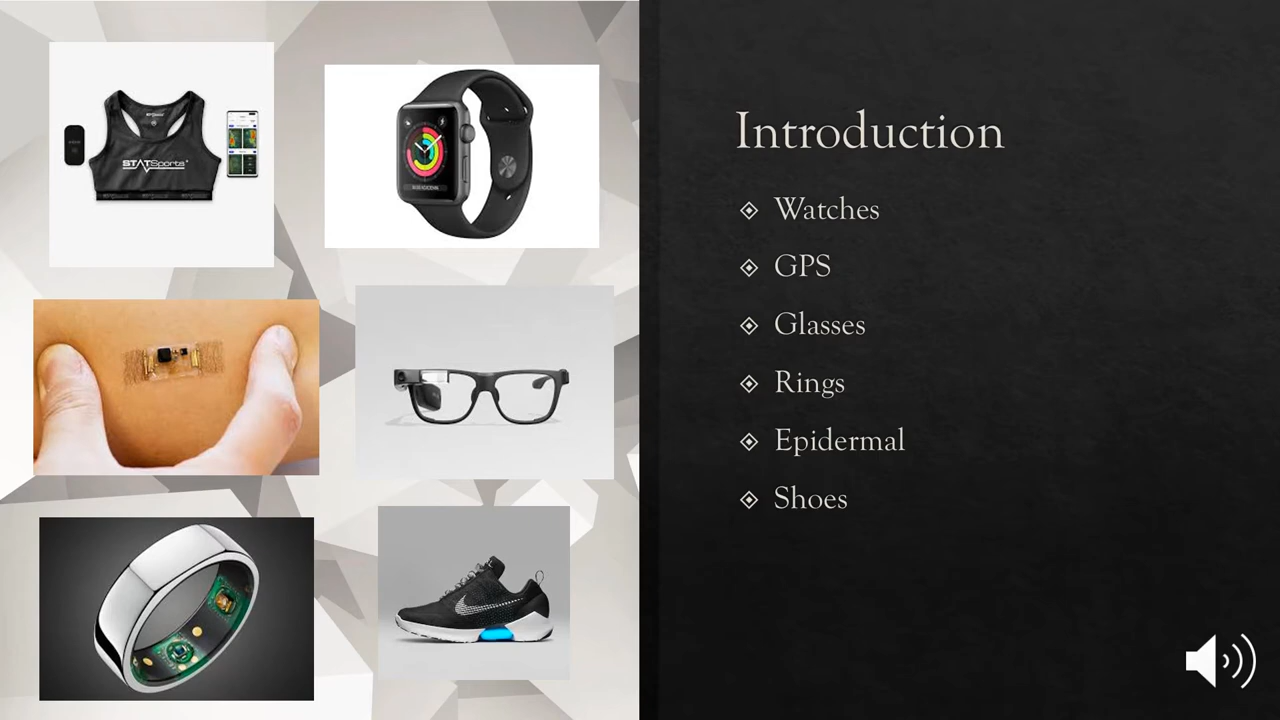 STATSports
Introduction
Watches
GPS
Glasses
Rings
Epidermal
Shoes